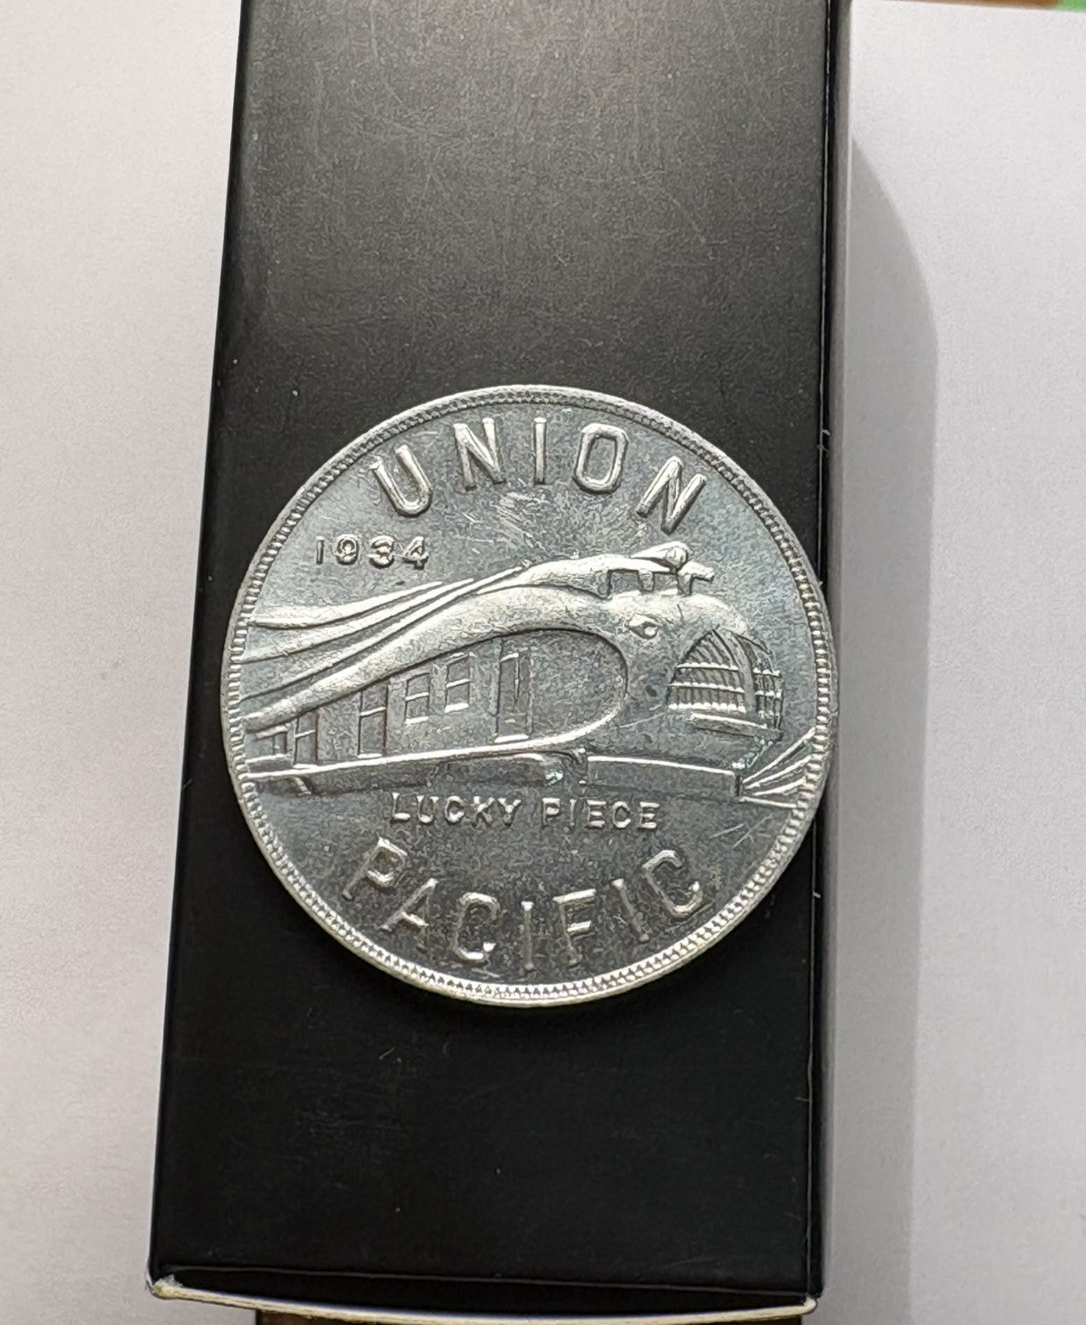 UNION
1934
LUCKY PIECE
PACIFIC